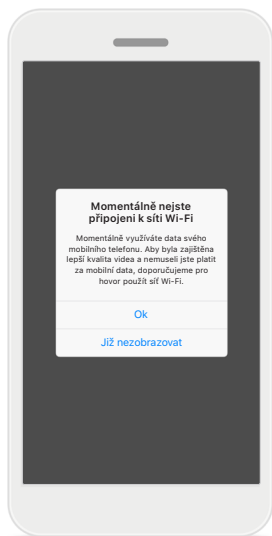 Momentálně nejste
připojeni k síti Wi-Fi
Momentálně využíváte data svého
mobilního telefonu. Aby byla zajištěna
lepší kvalita videa a nemuseli jste platit
za mobilní data, doporučujeme pro
hovor použít síť Wi-Fi.
Ok
Již nezobrazovat